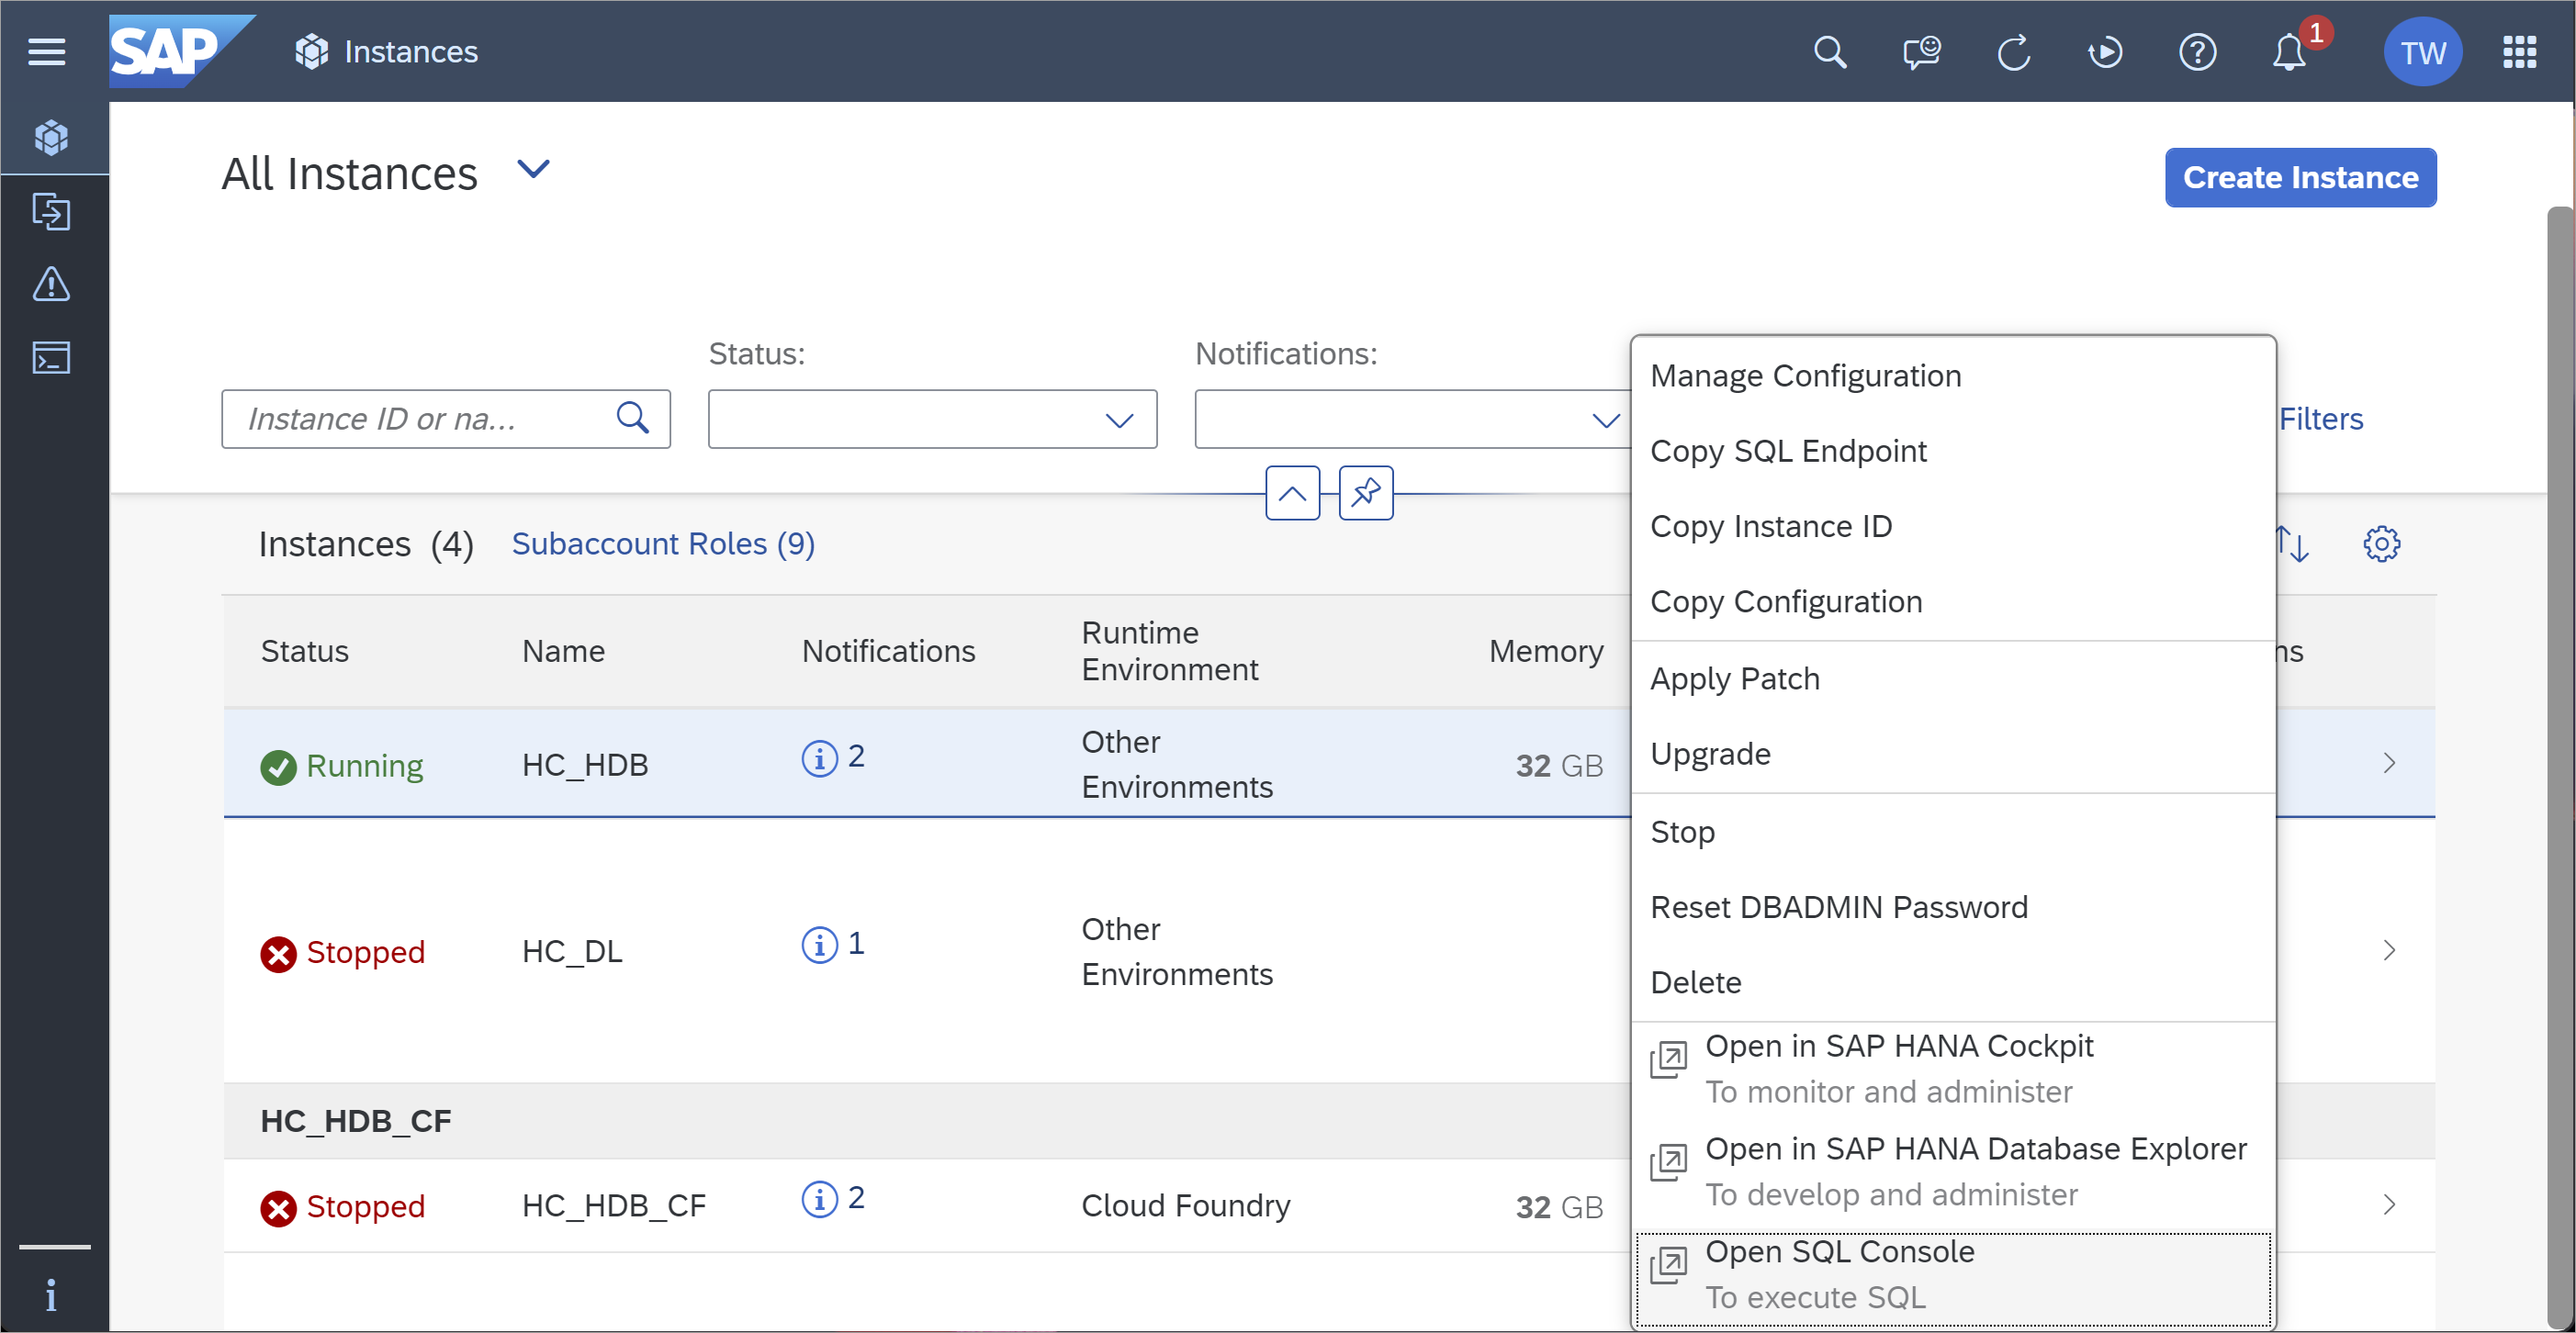 SAP
Instances
1
TW
All Instances
Create Instance
Status:
Notifications:
Instance ID or na...
Filters
Instances (4)
Subaccount Roles (9)
Status
Name
Notifications
Runtime
Environment
Memory
ns
Running
HC_HDB
2
Other
Environments
32 GB
Stopped
HC_DL
1
Other
Environments
HC_HDB_CF
Stopped
HC_HDB_CF
2
Cloud Foundry
32 GB
Manage Configuration
Copy SQL Endpoint
Copy Instance ID
Copy Configuration
Apply Patch
Upgrade
Stop
Reset DBADMIN Password
Delete
Open in SAP HANA Cockpit
To monitor and administer
Open in SAP HANA Database Explorer
To develop and administer
Open SQL Console
To execute SQL